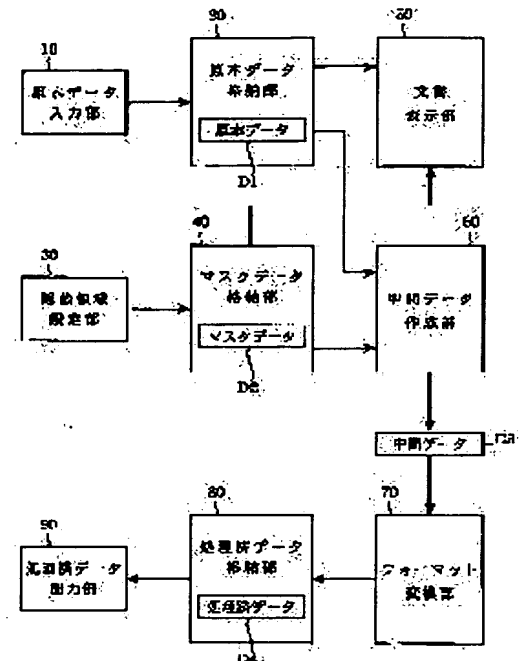 10
原本データ
入力部
原本データ
格納部
原本データ
D1
文書
表示部
30
設定部
40
マスクデータ
格納部
マスクデータ
D2
60
中間データ
作成部
中間データ
70
フォーマット
変換部
80
処理済データ
格納部
処理済データ
90
処理済データ
出力部